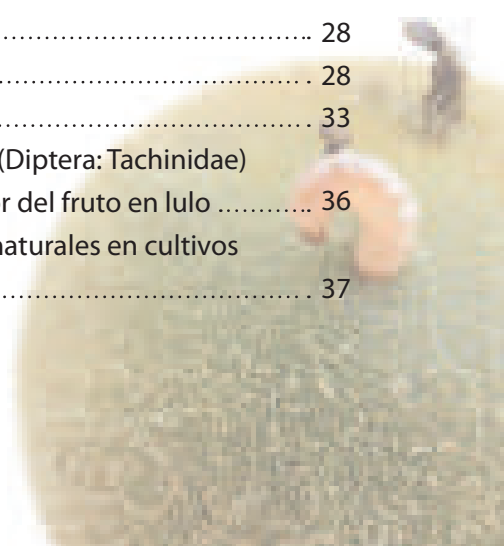 ........................................... 28
........................................... . 28
........................................... . 33
(Diptera: Tachinidae)
r del fruto en lulo ........... 36
naturales en cultivos
........................................... . 37